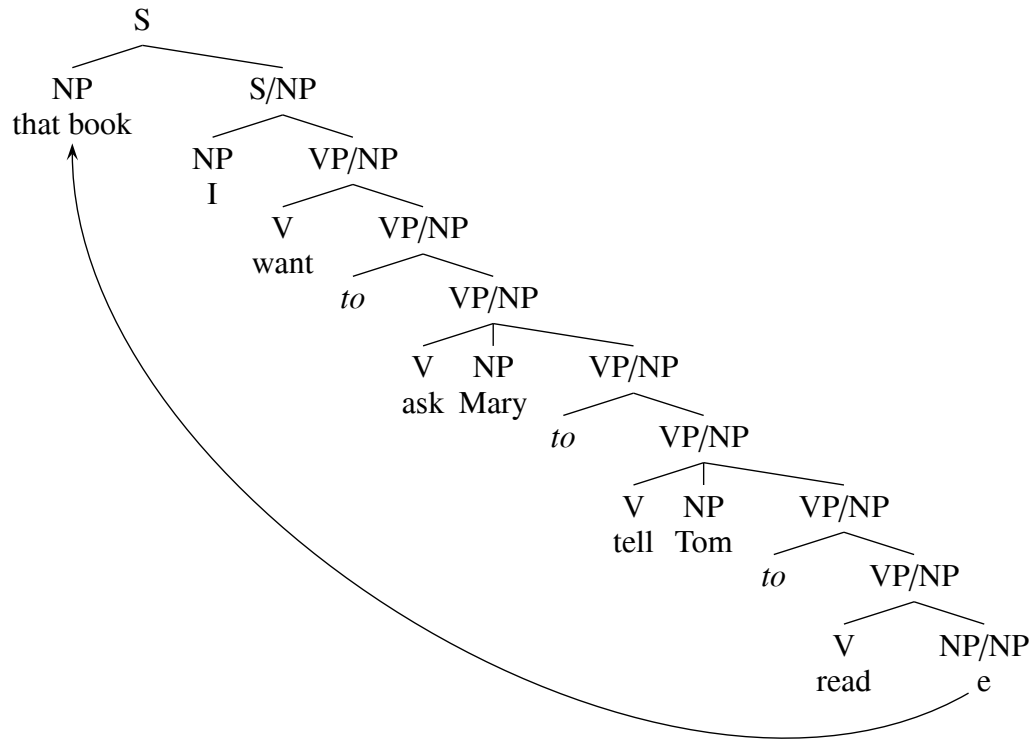 S
NP S/NP
that book
NP VP/NP
I
V VP/NP
want
to VP/NP
V NP VP/NP
ask Mary
to VP/NP
V NP VP/NP
tell Tom
to VP/NP
V NP/NP
read e